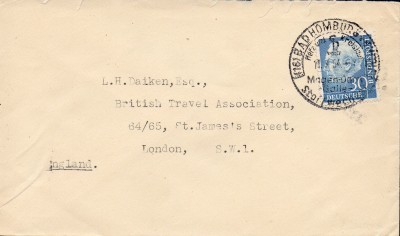 L.H.Daiken,Esq.,
British Travel Association,
64/65, St.James's Street,
London, S.W.1.
England.
BAD HOMBURG
30
DEUTSCHE